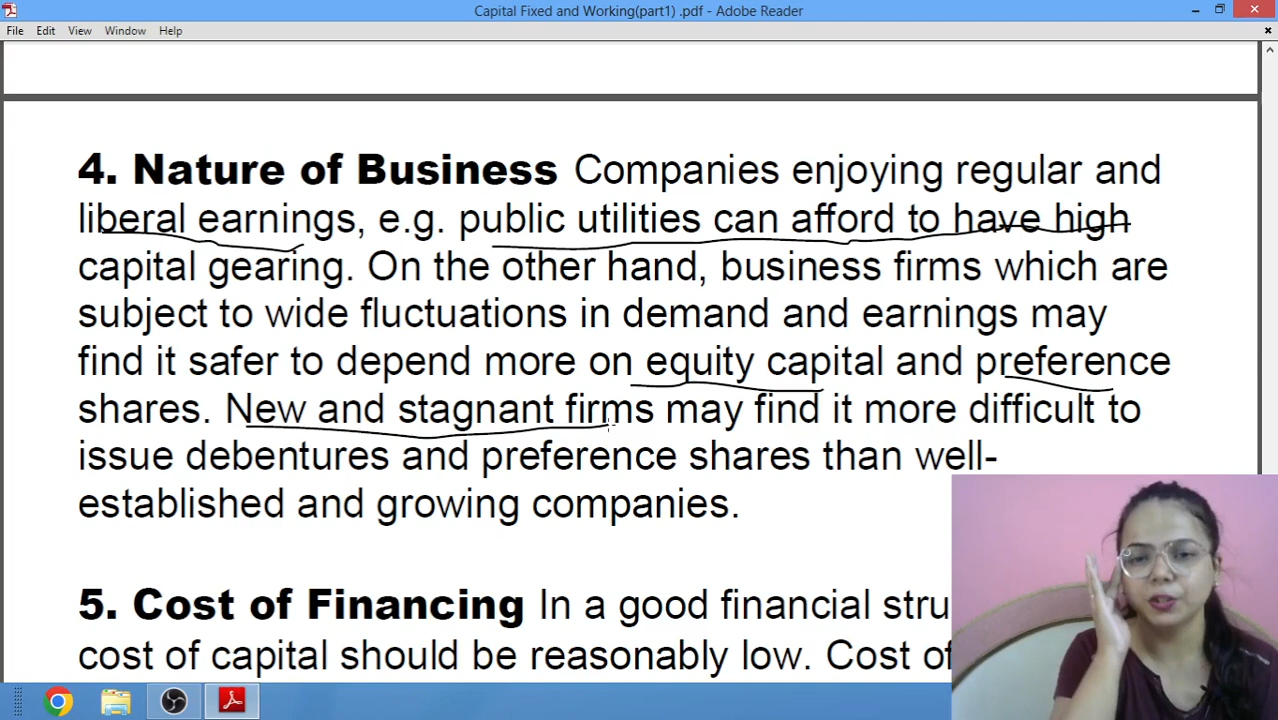 Capital Fixed and Working(part1) .pdf - Adobe Reader
File Edit View Window Help
4. Nature of Business Companies enjoying regular and
liberal earnings, e.g. public utilities can afford to have high
capital gearing. On the other hand, business firms which are
subject to wide fluctuations in demand and earnings may
find it safer to depend more on equity capital and preference
shares. New and stagnant firms may find it more difficult to
issue debentures and preference shares than well-
established and growing companies.
5. Cost of Financing In a good financial stru
cost of capital should be reasonably low. Cost of